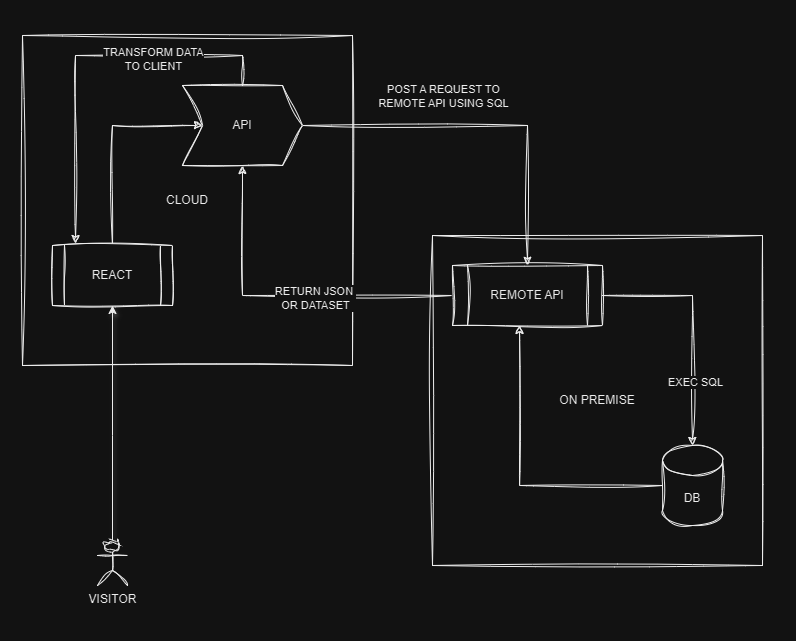 TRANSFORM DATA
TO CLIENT
POST A REQUEST TO
REMOTE API USING SQL
API
CLOUD
REACT
RETURN JSON
OR DATASET
REMOTE API
EXEC SQL
ON PREMISE
DB
VISITOR